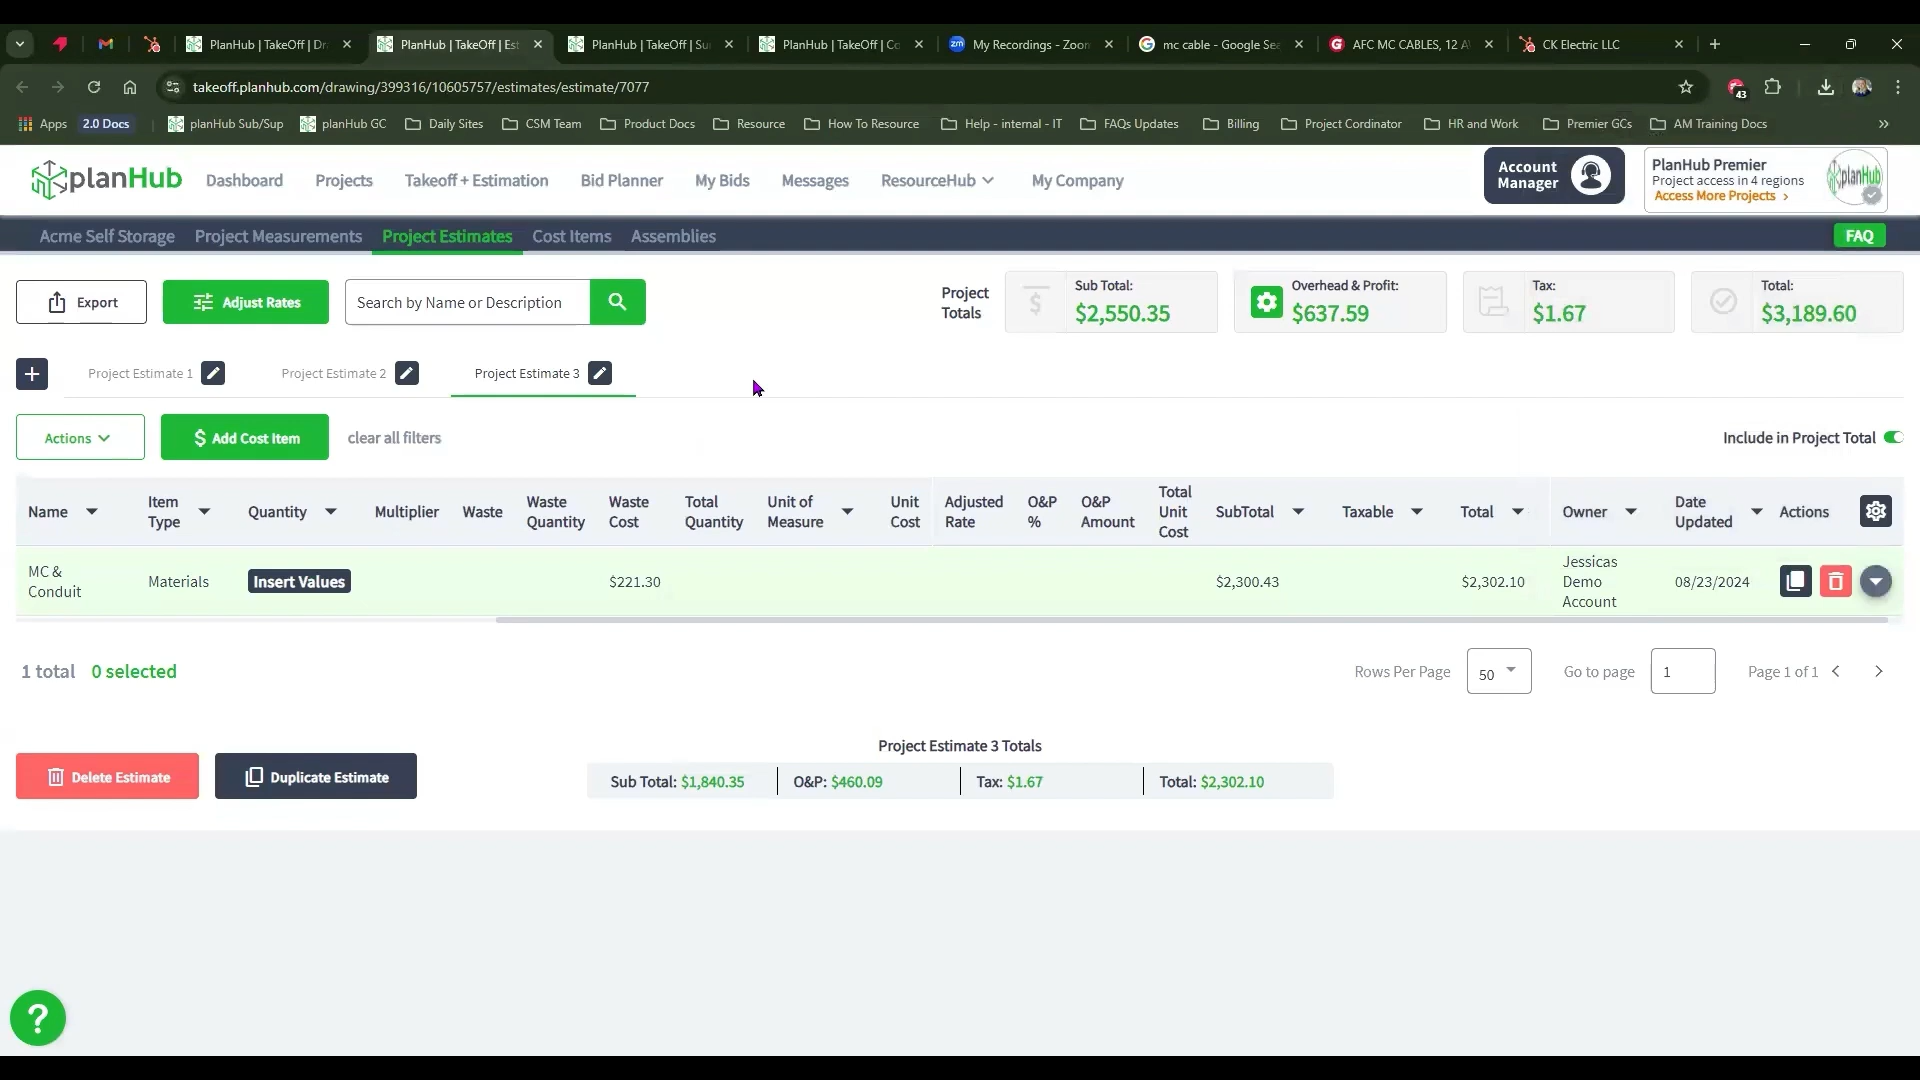 PlanHub | TakeOff | Dr
PlanHub | TakeOff | Est
PlanHub | TakeOff | Su
PlanHub | TakeOff | Co
zm My Recordings - Zoom
mc cable - Google Sea
AFC MC CABLES, 12 A
CK Electric LLC
takeoff.planhub.com/drawing/399316/10605757/estimates/estimate/7077
43
Apps
2.0 Docs
planHub Sub/Sup
planHub GC
Daily Sites
CSM Team
Product Docs
Resource
How To Resource
Help - internal - IT
FAQs Updates
Billing
Project Cordinator
HR and Work
Premier GCs
AM Training Docs
»
planHub
Dashboard
Projects
Takeoff + Estimation
Bid Planner
My Bids
Messages
ResourceHub
My Company
Account
Manager
PlanHub Premier
Project access in 4 regions
Access More Projects >
planHub
Acme Self Storage
Project Measurements
Project Estimates
Cost Items
Assemblies
FAQ
Export
Adjust Rates
Search by Name or Description
Project
Totals
Sub Total:
$2,550.35
Overhead & Profit:
$637.59
Tax:
$1.67
Total:
$3,189.60
+
Project Estimate 1
Project Estimate 2
Project Estimate 3
Actions
$ Add Cost Item
clear all filters
Include in Project Total
Name
Item
Type
Quantity
Multiplier
Waste
Waste
Quantity
Waste
Cost
Total
Quantity
Unit of
Measure
Unit
Cost
Adjusted
Rate
O&P
%
O&P
Amount
Total
Unit
Cost
SubTotal
Taxable
Total
Owner
Date
Updated
Actions
MC &
Conduit
Materials
Insert Values
$221.30
$2,300.43
$2,302.10
Jessicas
Demo
Account
08/23/2024
1 total
0 selected
Rows Per Page
50
Go to page
1
Page 1 of 1
Project Estimate 3 Totals
Delete Estimate
Duplicate Estimate
Sub Total: $1,840.35
O&P: $460.09
Tax: $1.67
Total: $2,302.10
?